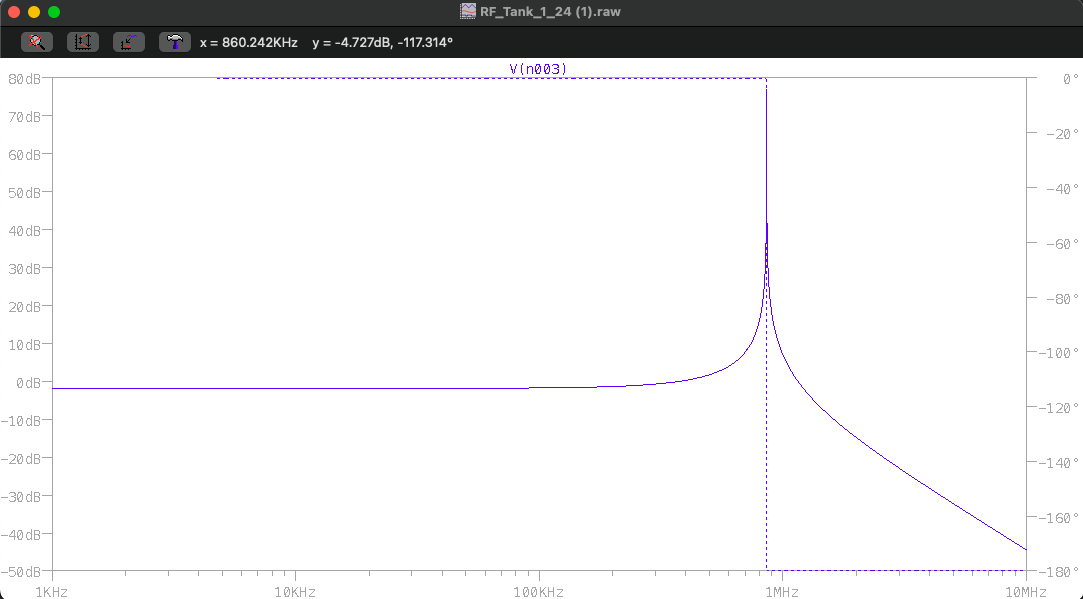 RF_Tank_1_24 (1).raw
x = 860.242KHz y = -4.727dB, -117.314°
V(n003)
80dB 0°
70dB -20°
60dB -40°
50dB -60°
40dB -80°
30dB -100°
20dB -120°
10dB -140°
0dB -160°
-10dB -180°
-20dB
-30dB
-40dB
-50dB
1KHz 10KHz 100KHz 1MHz 10MHz